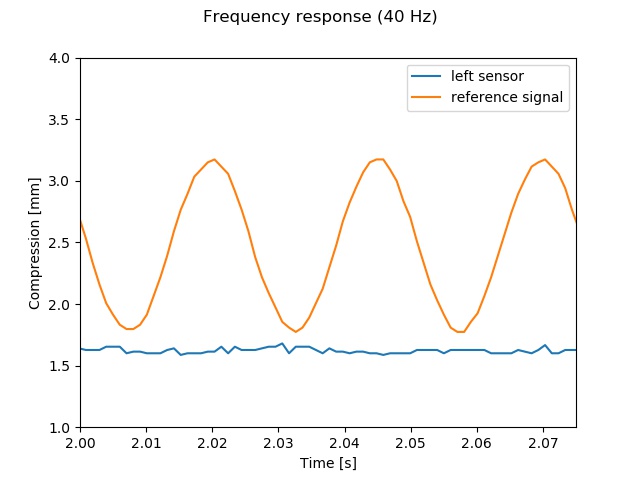 Frequency response (40 Hz)
4.0
left sensor
reference signal
3.5
3.0
2.5
2.0
1.5
1.0
Compression [mm]
2.00 2.01 2.02 2.03 2.04 2.05 2.06 2.07
Time [s]